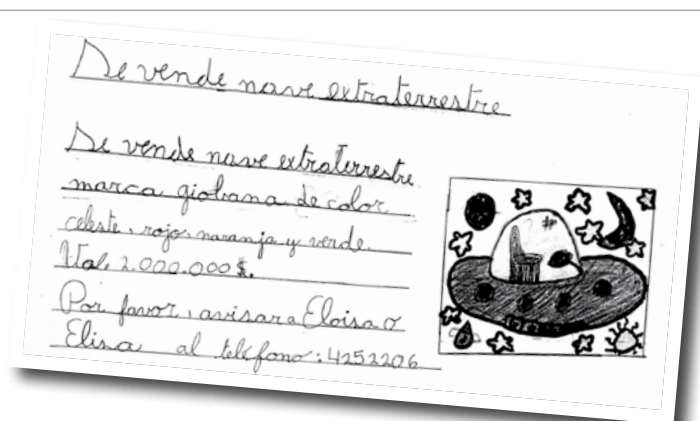 Se vende nave extraterrestre
Se vende nave extraterrestre
marca giobana de color
celeste, rojo, naranja y verde.
Vale 2.000.000 $.
Por favor, avisar a Eloisa o
Elisa al teléfono: 4252206